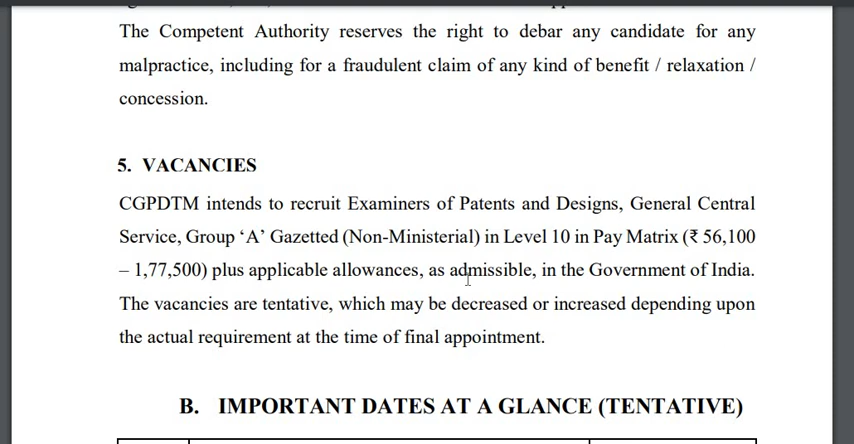 The Competent Authority reserves the right to debar any candidate for any
malpractice, including for a fraudulent claim of any kind of benefit / relaxation /
concession.
5. VACANCIES
CGPDTM intends to recruit Examiners of Patents and Designs, General Central
Service, Group ‘A’ Gazetted (Non-Ministerial) in Level 10 in Pay Matrix (₹ 56,100
– 1,77,500) plus applicable allowances, as admissible, in the Government of India.
The vacancies are tentative, which may be decreased or increased depending upon
the actual requirement at the time of final appointment.
B. IMPORTANT DATES AT A GLANCE (TENTATIVE)